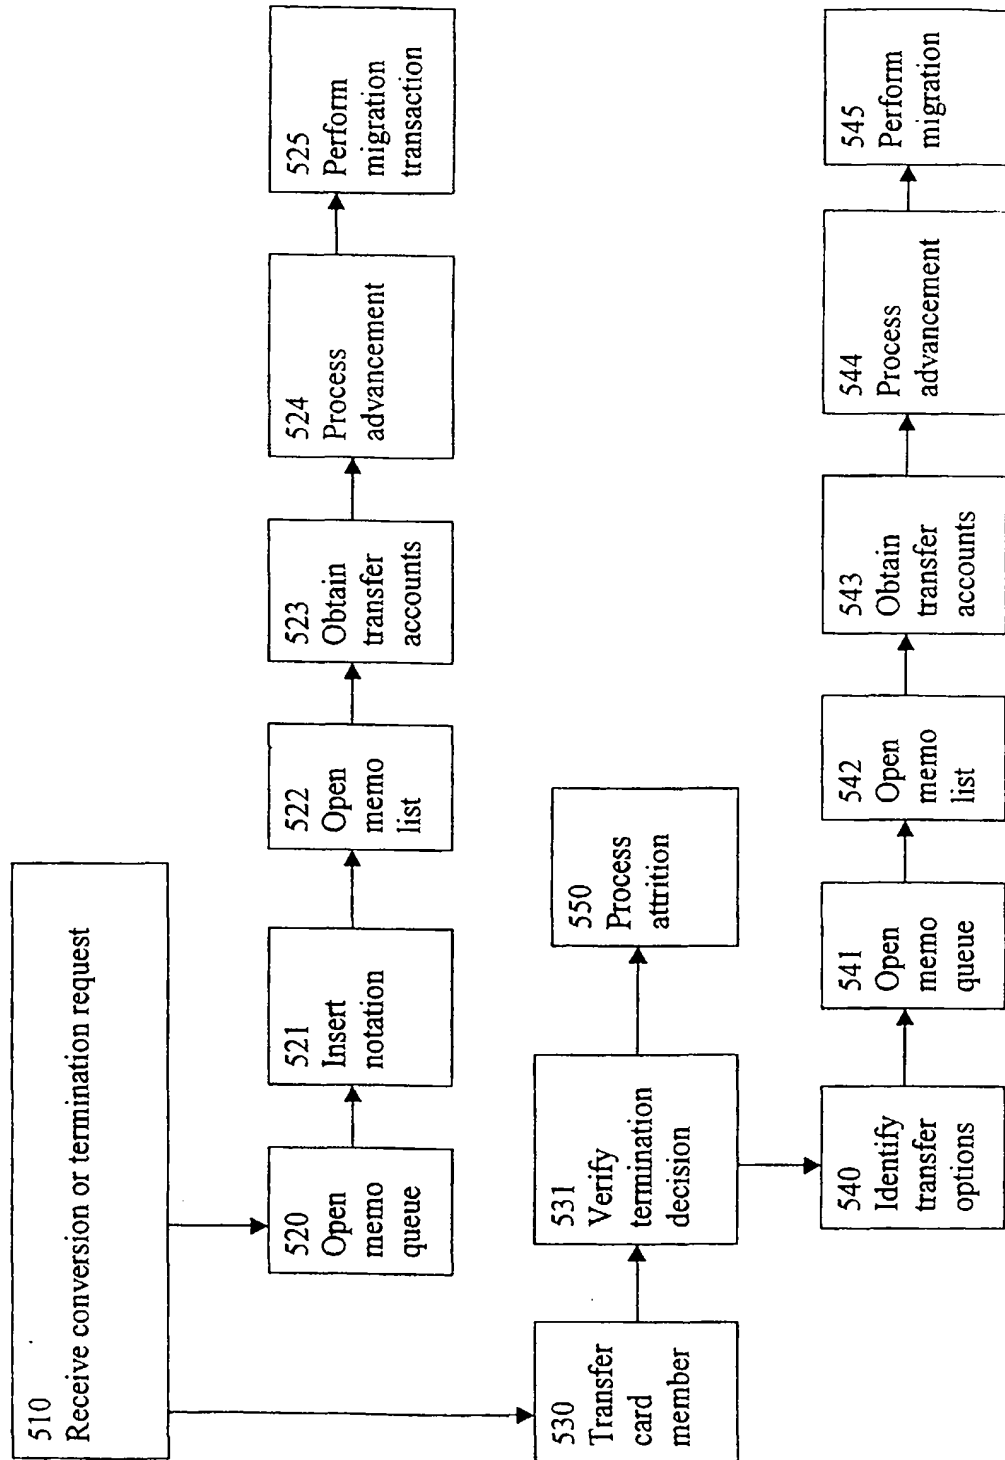 510
Receive conversion or termination request
520
Open
memo
queue
521
Insert
notation
522
Open
memo
list
523
Obtain
transfer
accounts
524
Process
advancement
525
Perform
migration
transaction
530
Transfer
card
member
531
Verify
termination
decision
550
Process
attrition
540
Identify
transfer
options
541
Open
memo
queue
542
Open
memo
list
543
Obtain
transfer
accounts
544
Process
advancement
545
Perform
migration